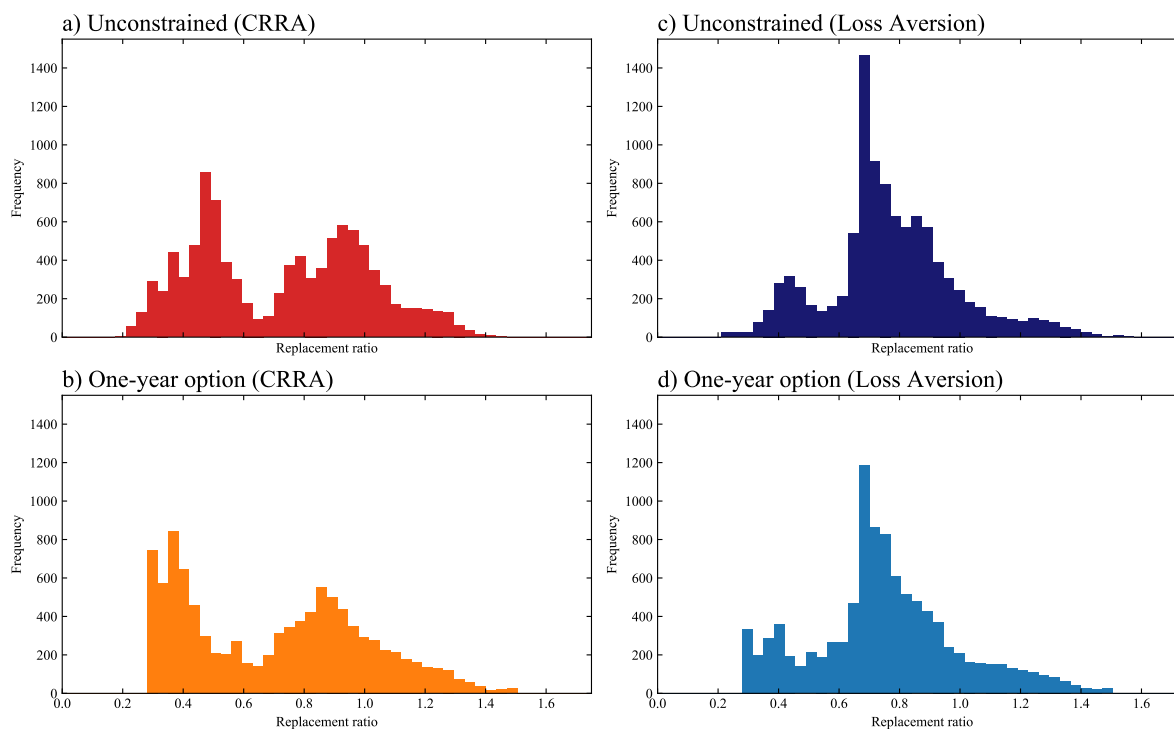 a) Unconstrained (CRRA)
1400
1200
1000
800
600
400
200
0
Frequency
Replacement ratio
c) Unconstrained (Loss Aversion)
1400
1200
1000
800
600
400
200
0
Frequency
Replacement ratio
b) One-year option (CRRA)
1400
1200
1000
800
600
400
200
0
Frequency
0.0 0.2 0.4 0.6 0.8 1.0 1.2 1.4 1.6
Replacement ratio
d) One-year option (Loss Aversion)
1400
1200
1000
800
600
400
200
0
Frequency
0.0 0.2 0.4 0.6 0.8 1.0 1.2 1.4 1.6
Replacement ratio